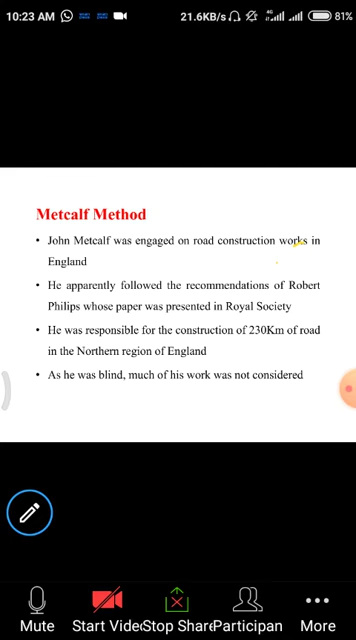 10:23 AM 21.6KB/s 4G 81%
Metcalf Method
• John Metcalf was engaged on road construction works in
England
• He apparently followed the recommendations of Robert
Philips whose paper was presented in Royal Society
• He was responsible for the construction of 230Km of road
in the Northern region of England
• As he was blind, much of his work was not considered
Mute Start Vide Stop Share Participan More